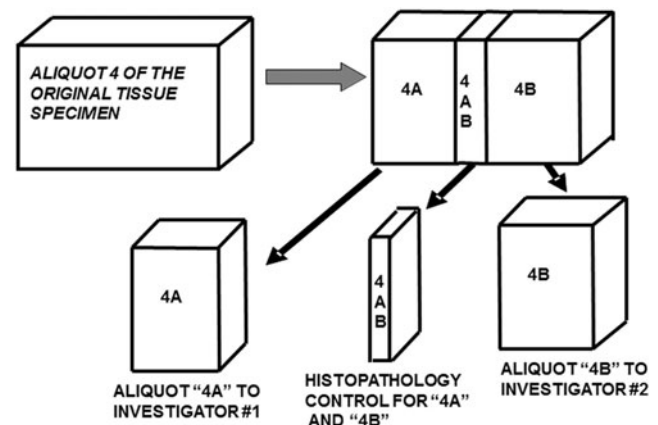 ALIQUOT 4 OF THE
ORIGINAL TISSUE
SPECIMEN
4A
4
A
B
4B
4A
4
A
B
4B
ALIQUOT “4A” TO
INVESTIGATOR #1
HISTOPATHOLOGY
CONTROL FOR “4A”
AND “4B”
ALIQUOT “4B” TO
INVESTIGATOR #2